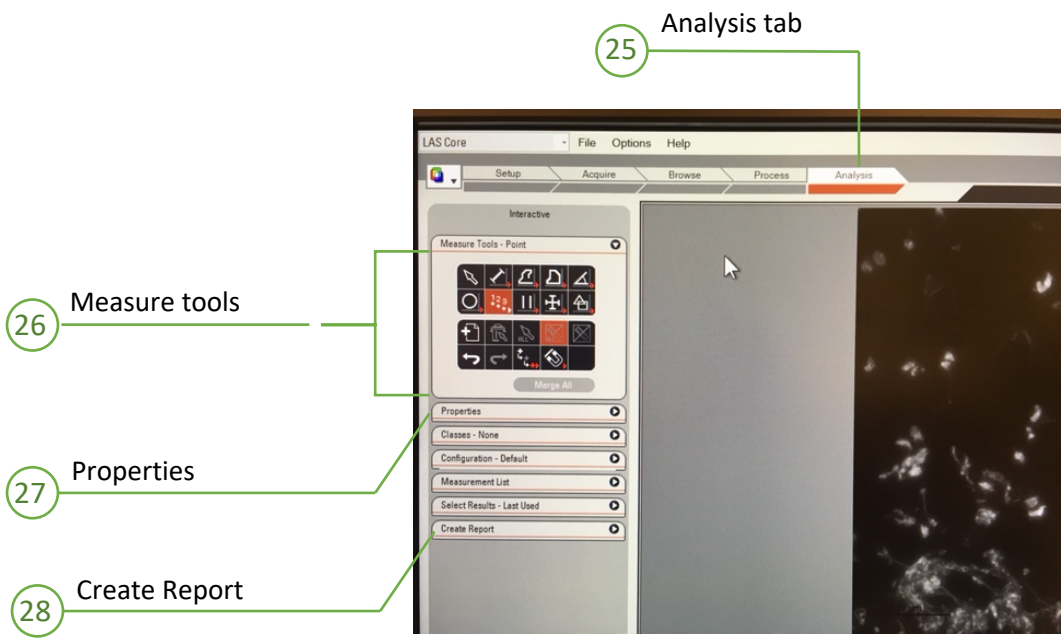 Analysis tab
25
LAS Core File Options Help
Setup Acquire Browse Process Analysis
Interactive
Measure Tools - Point
123
Merge All
Properties
Classes - None
Configuration - Default
Measurement List
Select Results - Last Used
Create Report
26 Measure tools
27 Properties
28 Create Report